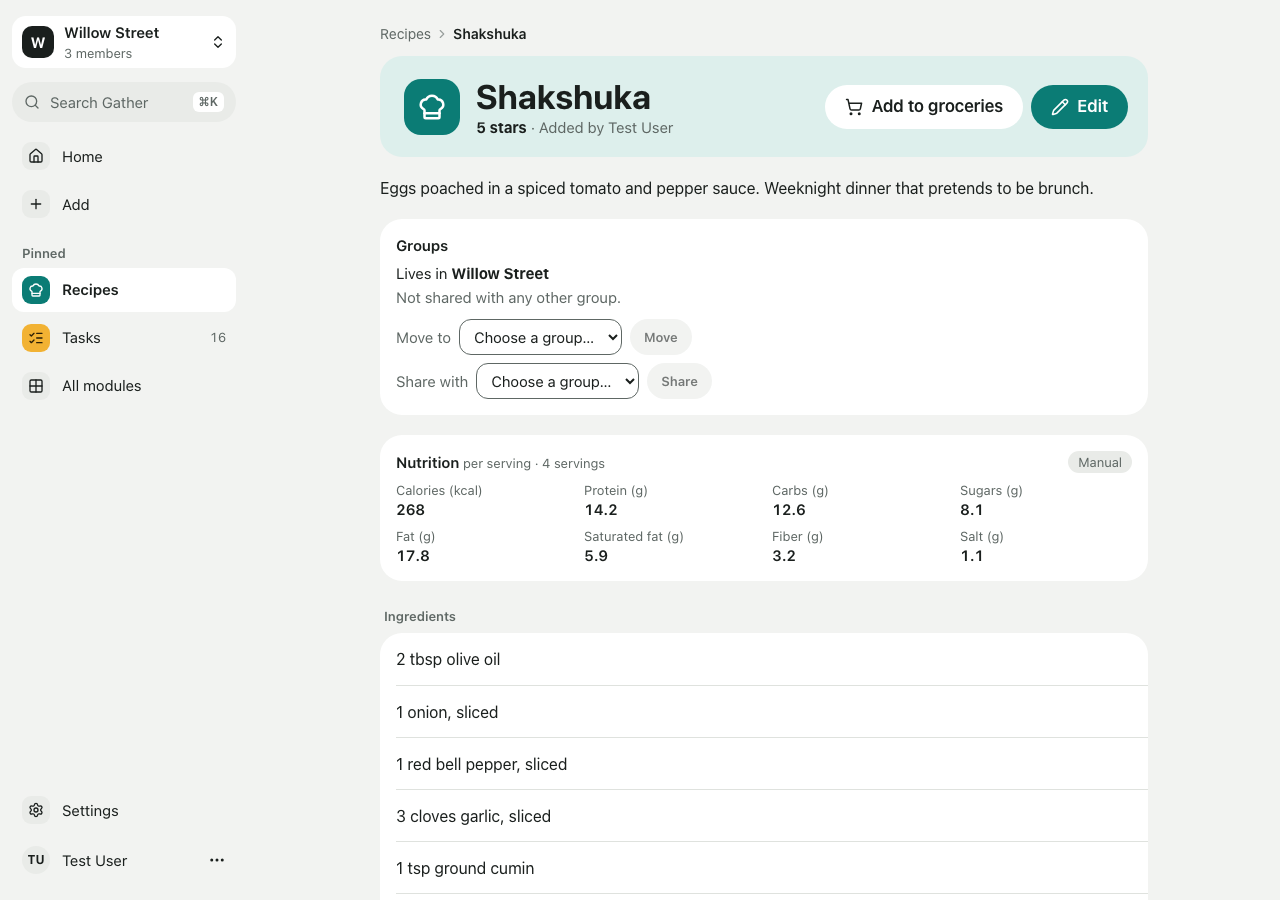 W
Willow Street
3 members
Search Gather ⌘K
Home
Add
Pinned
Recipes
Tasks 16
All modules
Settings
TU Test User
Recipes > Shakshuka
Shakshuka
5 stars · Added by Test User
Add to groceries
Edit
Eggs poached in a spiced tomato and pepper sauce. Weeknight dinner that pretends to be brunch.
Groups
Lives in Willow Street
Not shared with any other group.
Move to Choose a group... Move
Share with Choose a group... Share
Nutrition per serving · 4 servings Manual
Calories (kcal) Protein (g) Carbs (g) Sugars (g)
268 14.2 12.6 8.1
Fat (g) Saturated fat (g) Fiber (g) Salt (g)
17.8 5.9 3.2 1.1
Ingredients
2 tbsp olive oil
1 onion, sliced
1 red bell pepper, sliced
3 cloves garlic, sliced
1 tsp ground cumin